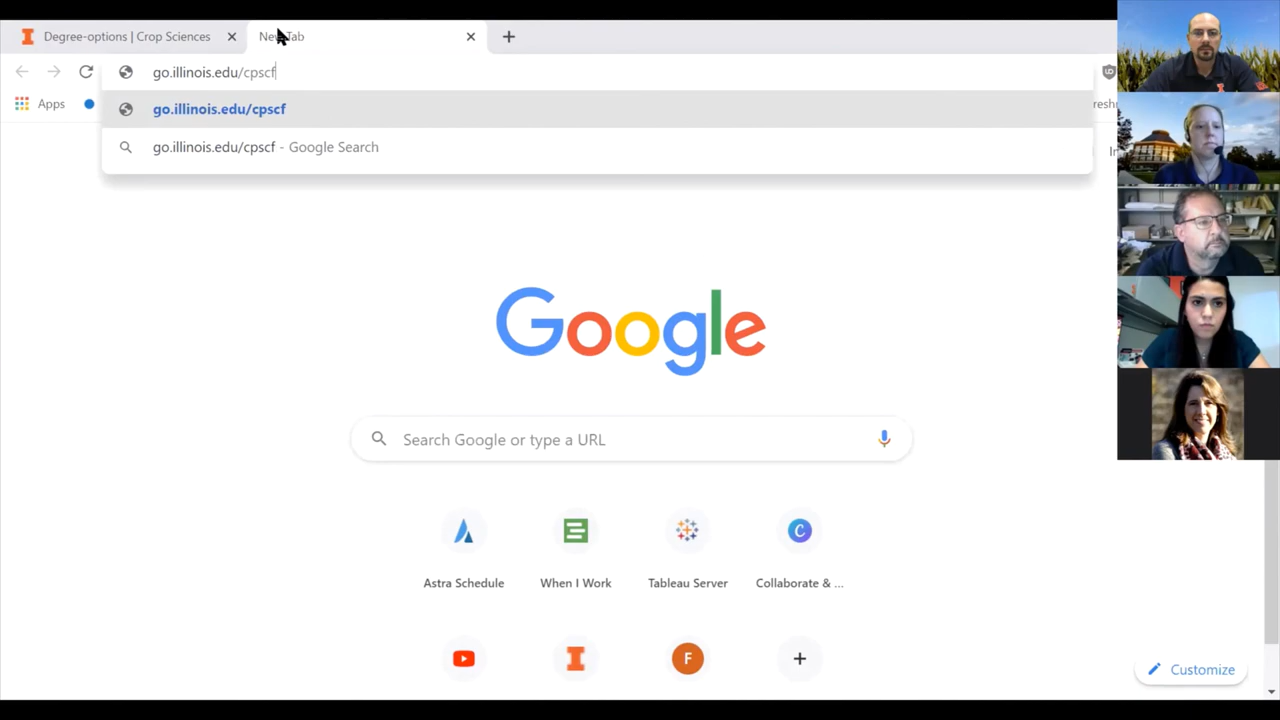 Degree-options | Crop Sciences
New Tab
go.illinois.edu/cpscf
Apps
go.illinois.edu/cpscf
go.illinois.edu/cpscf - Google Search
Google
Search Google or type a URL
Astra Schedule
When I Work
Tableau Server
Collaborate & ...
F
Customize